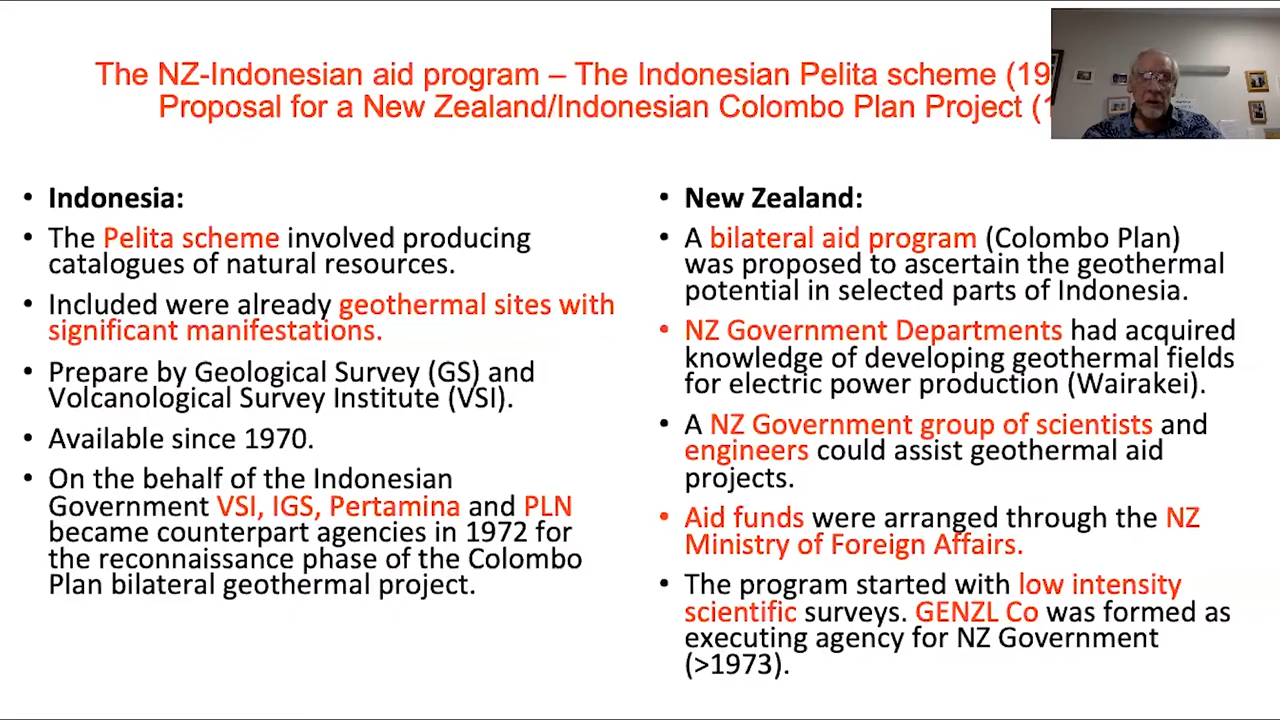 The NZ-Indonesian aid program – The Indonesian Pelita scheme (19
Proposal for a New Zealand/Indonesian Colombo Plan Project (
• Indonesia:
• The Pelita scheme involved producing
catalogues of natural resources.
• Included were already geothermal sites with
significant manifestations.
• Prepare by Geological Survey (GS) and
Volcanological Survey Institute (VSI).
• Available since 1970.
• On the behalf of the Indonesian
Government VSI, IGS, Pertamina and PLN
became counterpart agencies in 1972 for
the reconnaissance phase of the Colombo
Plan bilateral geothermal project.
• New Zealand:
• A bilateral aid program (Colombo Plan)
was proposed to ascertain the geothermal
potential in selected parts of Indonesia.
• NZ Government Departments had acquired
knowledge of developing geothermal fields
for electric power production (Wairakei).
• A NZ Government group of scientists and
engineers could assist geothermal aid
projects.
• Aid funds were arranged through the NZ
Ministry of Foreign Affairs.
• The program started with low intensity
scientific surveys. GENZL Co was formed as
executing agency for NZ Government
(>1973).